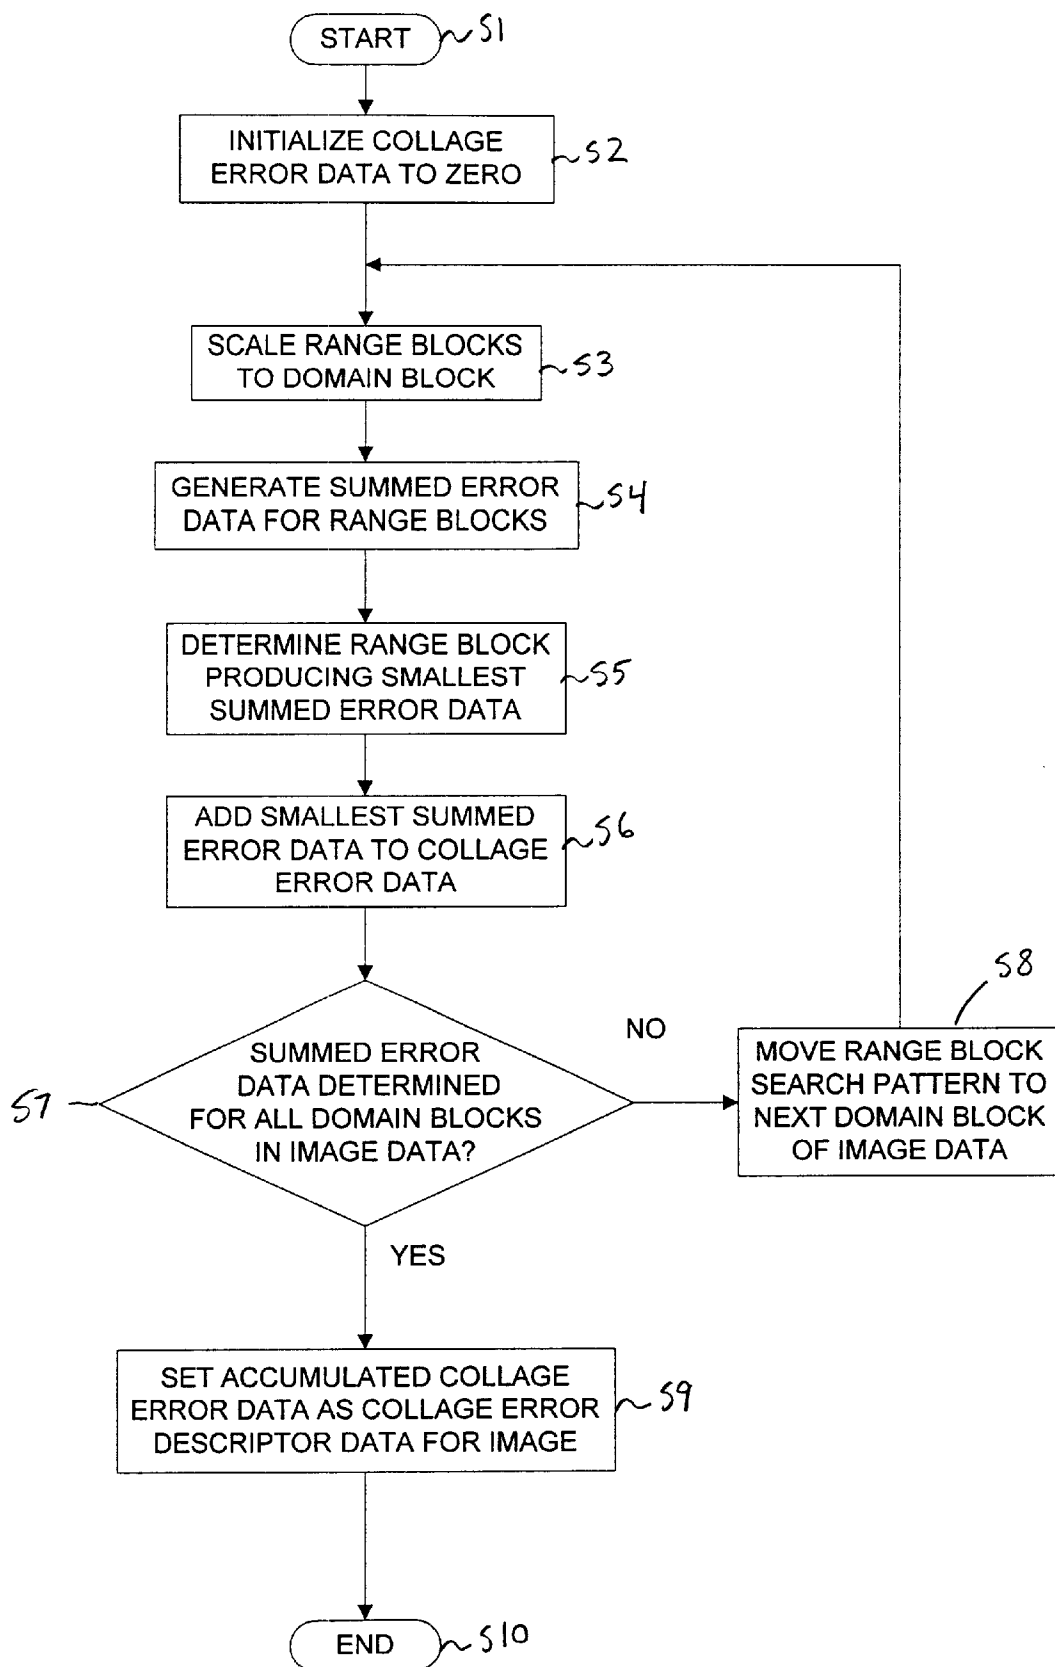 START
S1
INITIALIZE COLLAGE
ERROR DATA TO ZERO
S2
SCALE RANGE BLOCKS
TO DOMAIN BLOCK
S3
GENERATE SUMMED ERROR
DATA FOR RANGE BLOCKS
S4
DETERMINE RANGE BLOCK
PRODUCING SMALLEST
SUMMED ERROR DATA
S5
ADD SMALLEST SUMMED
ERROR DATA TO COLLAGE
ERROR DATA
S6
SUMMED ERROR
DATA DETERMINED
FOR ALL DOMAIN BLOCKS
IN IMAGE DATA?
S7
NO
S8
MOVE RANGE BLOCK
SEARCH PATTERN TO
NEXT DOMAIN BLOCK
OF IMAGE DATA
YES
SET ACCUMULATED COLLAGE
ERROR DATA AS COLLAGE ERROR
DESCRIPTOR DATA FOR IMAGE
S9
END
S10